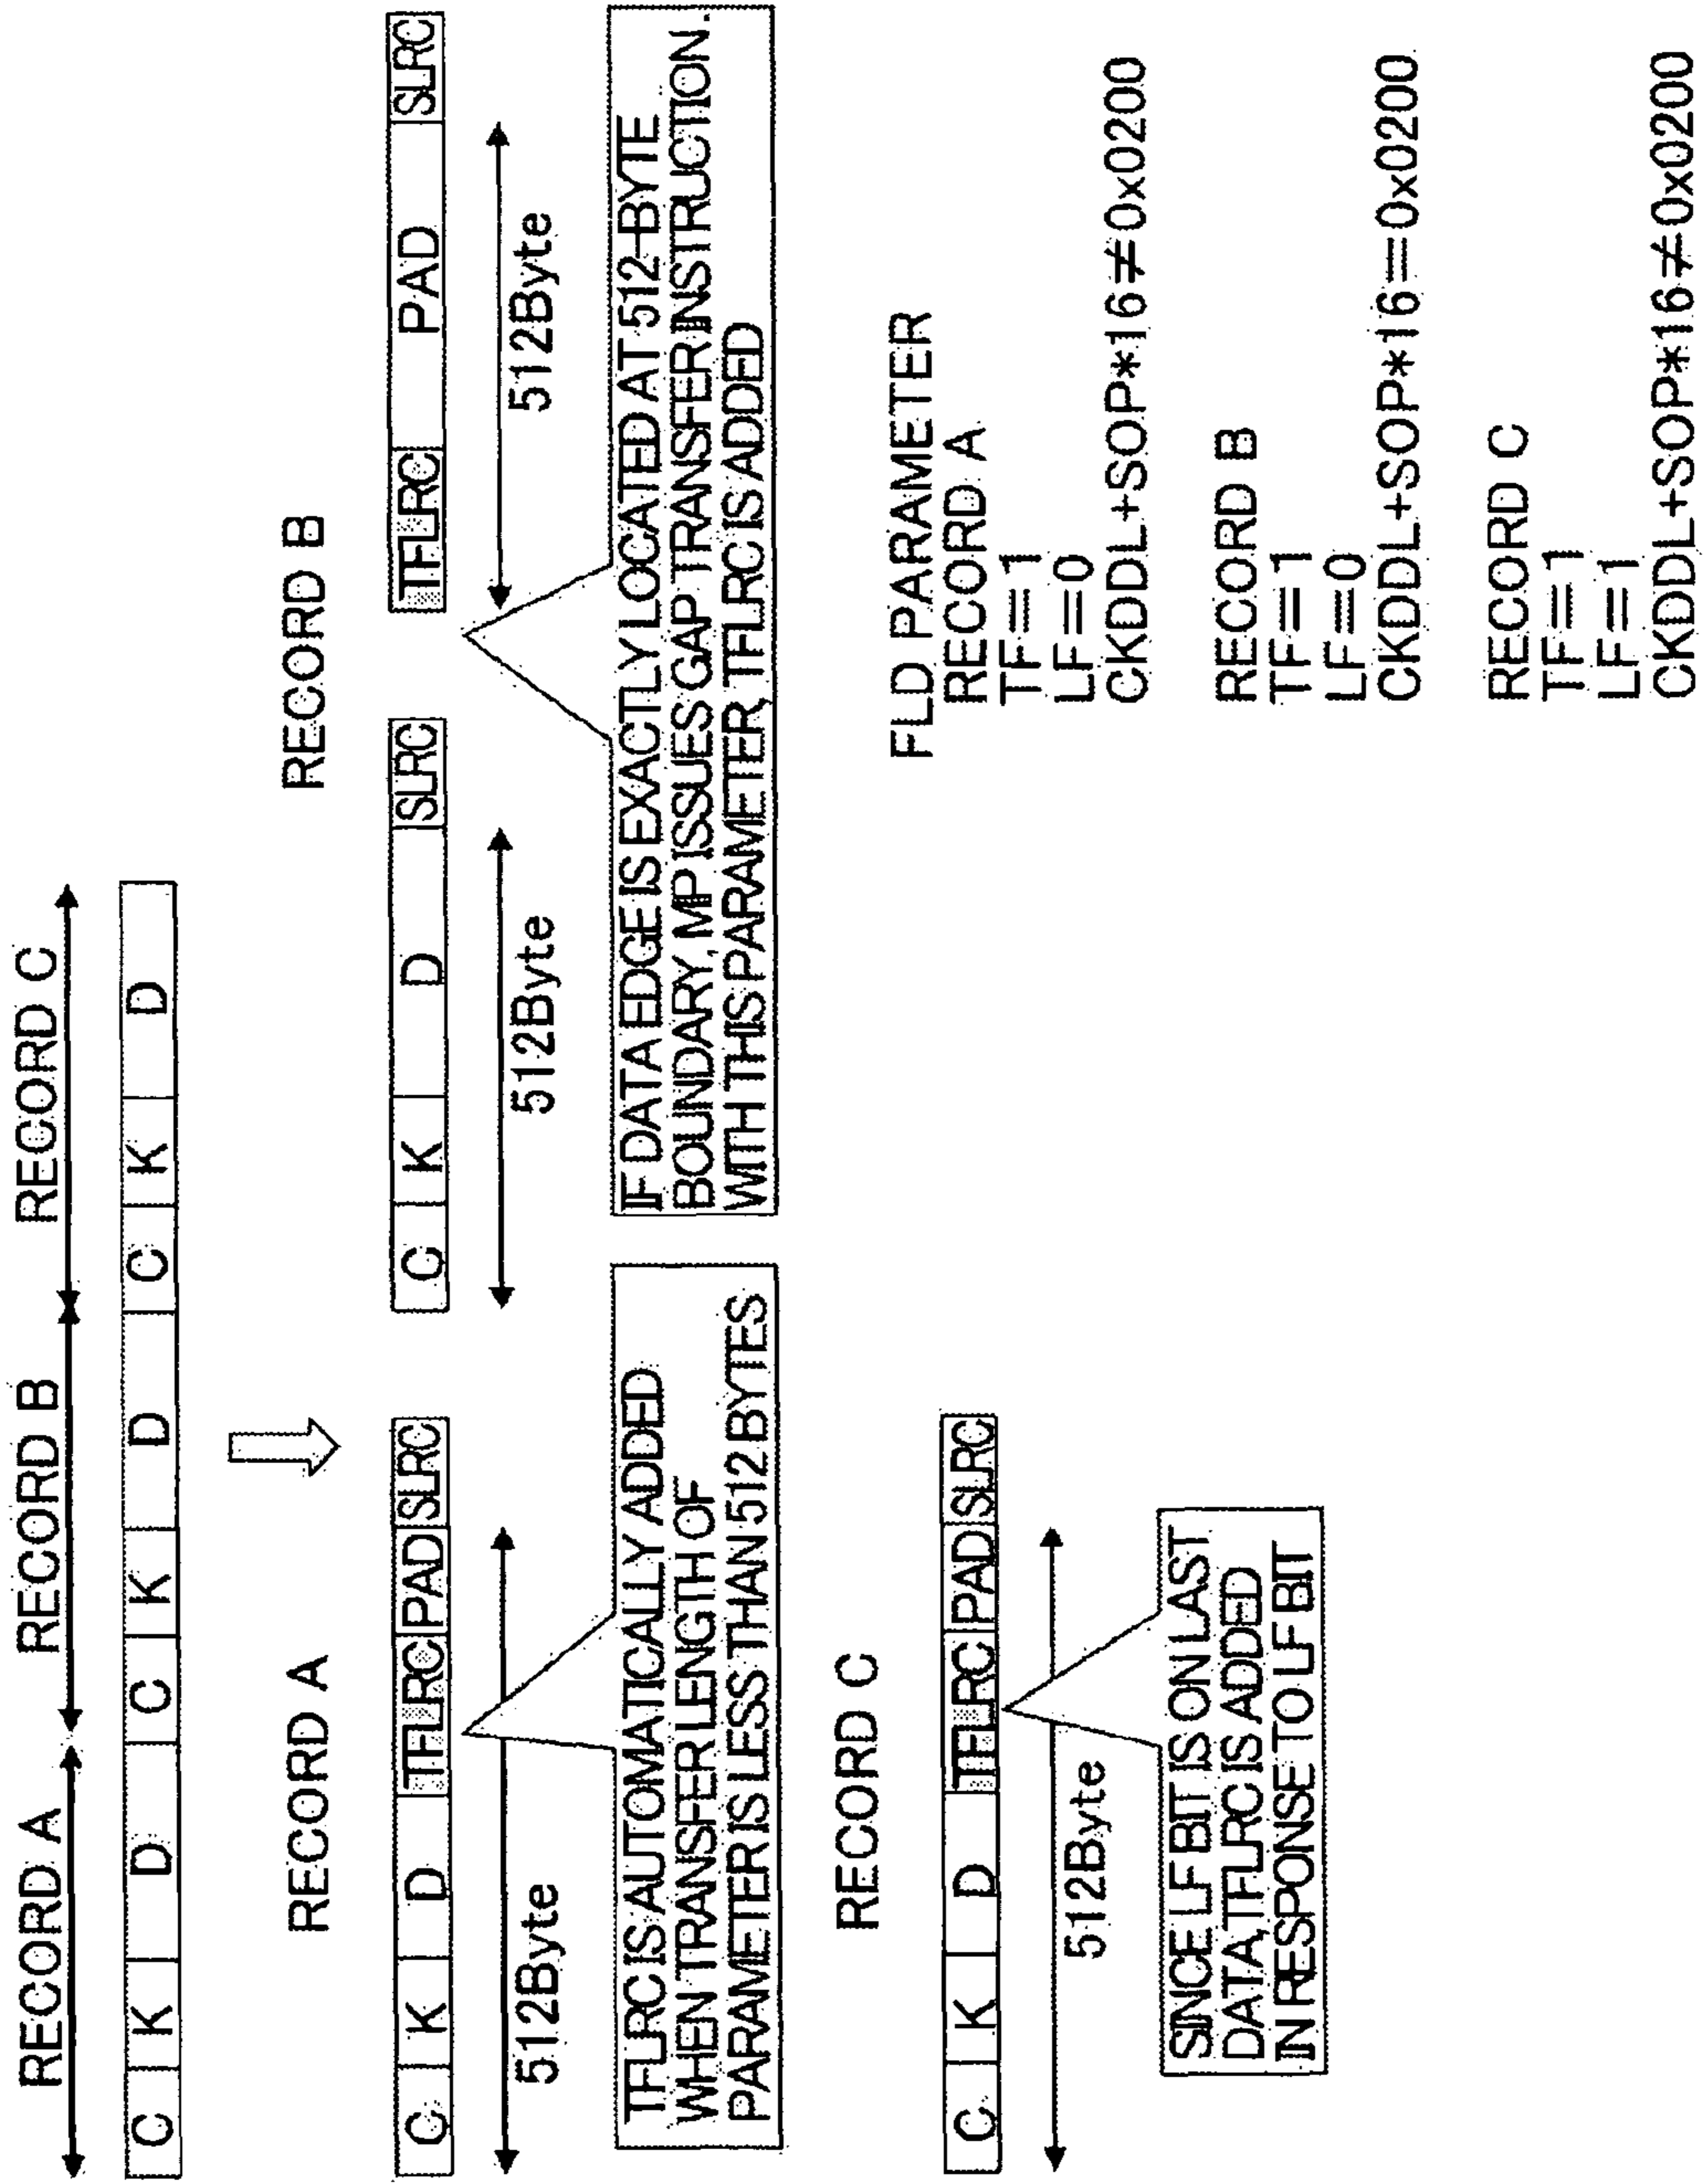 RECORD A RECORD B RECORD C
C K D C K D C K D
RECORD A
C K D TFLRC PAD SLRC
512Byte
TFLRC IS AUTOMATICALLY ADDED
WHEN TRANSFER LENGTH OF
PARAMETER IS LESS THAN 512 BYTES
RECORD B
C K D SLRC
512Byte
TFLRC PAD SLRC
512Byte
IF DATA EDGE IS EXACTLY LOCATED AT 512-BYTE
BOUNDARY, MP ISSUES GAP TRANSFER INSTRUCTION.
WITH THIS PARAMETER, TFLRC IS ADDED
RECORD C
C K D TFLRC PAD SLRC
512Byte
SINCE LF BIT IS ON LAST
DATA, TFLRC IS ADDED
IN RESPONSE TO LF BIT
FLD PARAMETER
RECORD A
TF=1
LF=0
CKDDL+SOP*16≠0x0200
RECORD B
TF=1
LF=0
CKDDL+SOP*16=0x0200
RECORD C
TF=1
LF=1
CKDDL+SOP*16≠0x0200